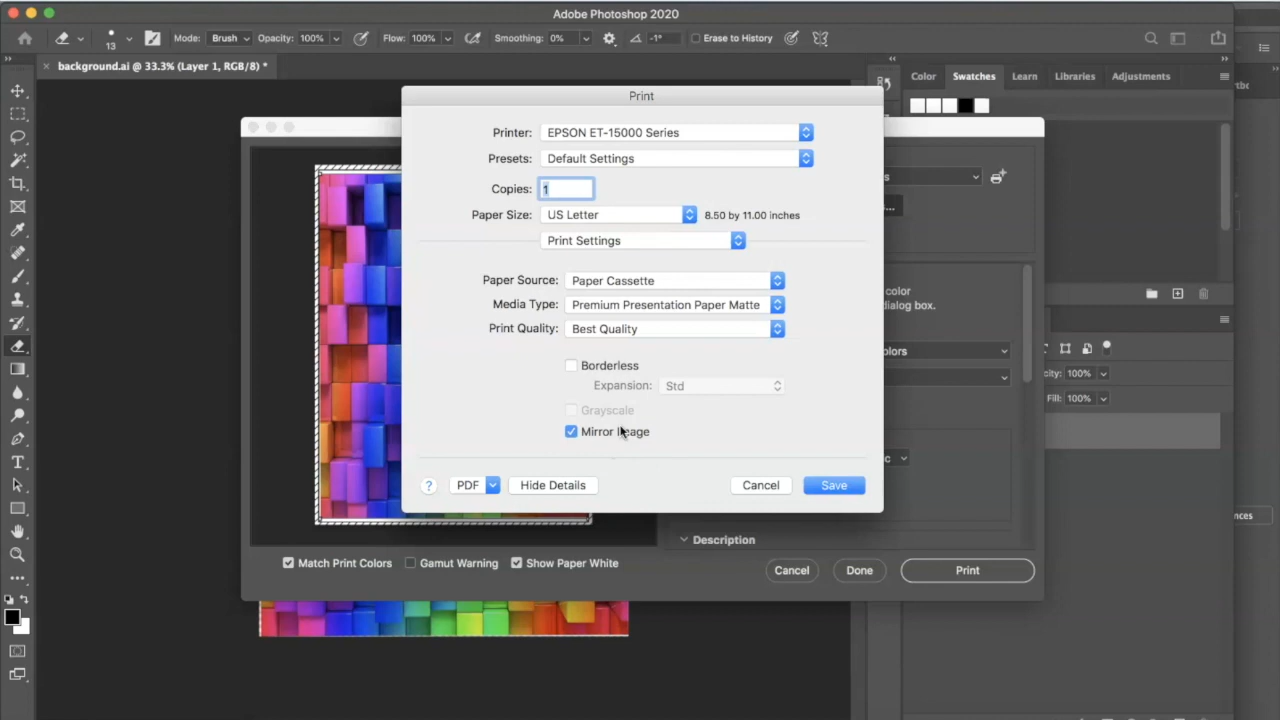 Adobe Photoshop 2020
13
Mode: Brush
Opacity: 100%
Flow: 100%
Smoothing: 0%
-1°
Erase to History
background.ai @ 33.3% (Layer 1, RGB/8) *
Color
Swatches
Learn
Libraries
Adjustments
Print
Printer: EPSON ET-15000 Series
Presets: Default Settings
Copies: 1
Paper Size: US Letter
8.50 by 11.00 inches
Print Settings
Paper Source: Paper Cassette
Media Type: Premium Presentation Paper Matte
Print Quality: Best Quality
Borderless
Expansion: Std
Grayscale
Mirror Image
? PDF Hide Details Cancel Save
s
...
color
dialog box.
olors
c
city: 100%
Fill: 100%
nces
Description
Match Print Colors
Gamut Warning
Show Paper White
Cancel
Done
Print